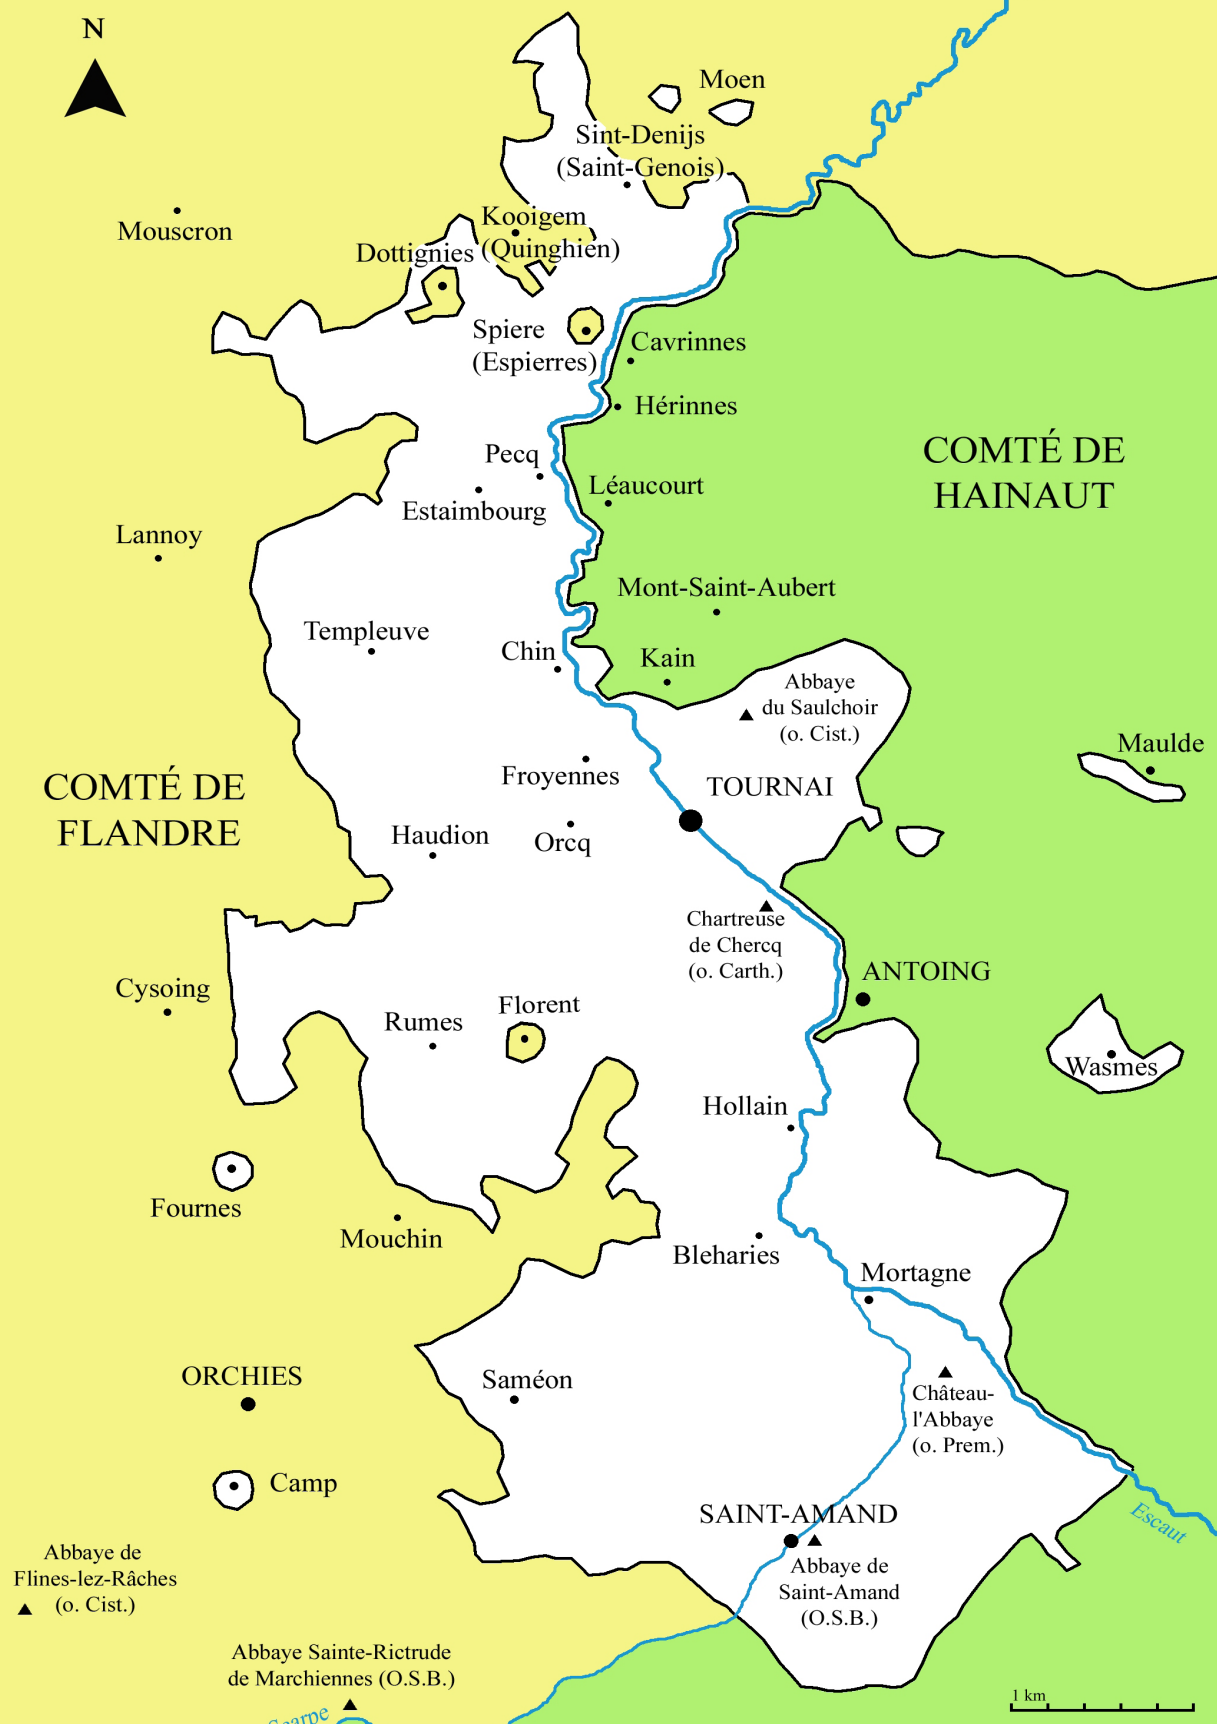 N
Moen
Sint-Denijs
(Saint-Genois)
Mouscron
Kooigem
(Quinghien)
Dottignies
Spiere
(Espierres)
Cavrinnes
Hérinnes
COMTÉ DE
HAINAUT
Pecq
Léaucourt
Estaimbourg
Lannoy
Mont-Saint-Aubert
Templeuve
Chin
Kain
Abbaye
du Saulchoir
(o. Cist.)
Maulde
Froyennes
TOURNAI
COMTÉ DE
FLANDRE
Haudion
Orcq
Chartreuse
de Chercq
(o. Carth.)
ANTOING
Cysoing
Rumes
Florent
Wasmes
Hollain
Fournes
Mouchin
Bleharies
Mortagne
ORCHIES
Saméon
Château-
l'Abbaye
(o. Prem.)
Camp
SAINT-AMAND
Escaut
Abbaye de
Flines-lez-Râches
(o. Cist.)
Abbaye de
Saint-Amand
(O.S.B.)
Abbaye Sainte-Rictrude
de Marchiennes (O.S.B.)
1 km
Scarpe